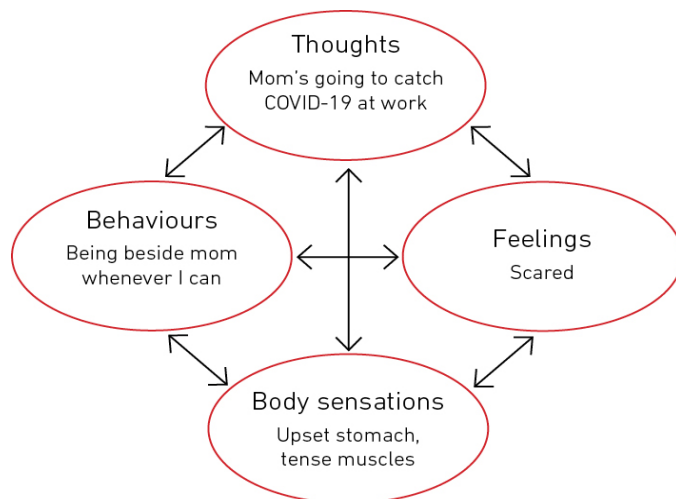 Thoughts
Mom's going to catch
COVID-19 at work
Behaviours
Being beside mom
whenever I can
Feelings
Scared
Body sensations
Upset stomach,
tense muscles